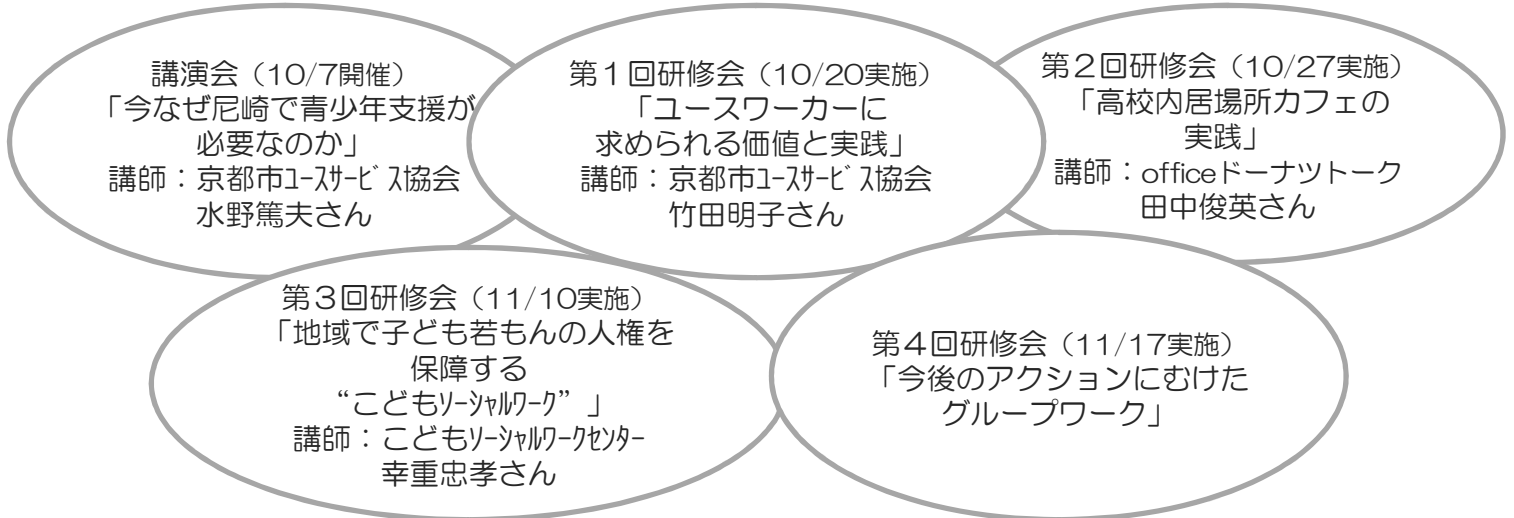 講演会（10/7開催）
「今なぜ尼崎で青少年支援が
必要なのか」
講師：京都市ﾕｰｽｻｰﾋﾞｽ協会
水野篤夫さん
第１回研修会（10/20実施）
「ユースワーカーに
求められる価値と実践」
講師：京都市ﾕｰｽｻｰﾋﾞｽ協会
竹田明子さん
第２回研修会（10/27実施）
「高校内居場所カフェの
実践」
講師：officeドーナツトーク
田中俊英さん
第３回研修会（11/10実施）
「地域で子ども若もんの人権を
保障する
“こどもｿｰｼｬﾙﾜｰｸ”」
講師：こどもｿｰｼｬﾙﾜｰｸｾﾝﾀｰ
幸重忠孝さん
第４回研修会（11/17実施）
「今後のアクションにむけた
グループワーク」